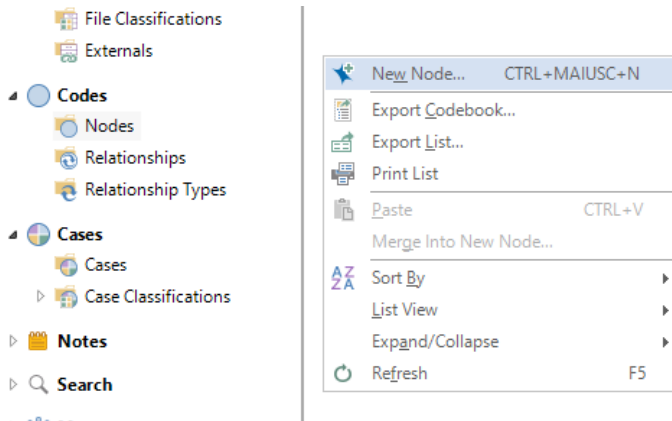 File Classifications
Externals
Codes
Nodes
Relationships
Relationship Types
Cases
Cases
Case Classifications
Notes
Search
New Node... CTRL+MAIUSC+N
Export Codebook...
Export List...
Print List
Paste CTRL+V
Merge Into New Node...
Sort By
List View
Expand/Collapse
Refresh F5